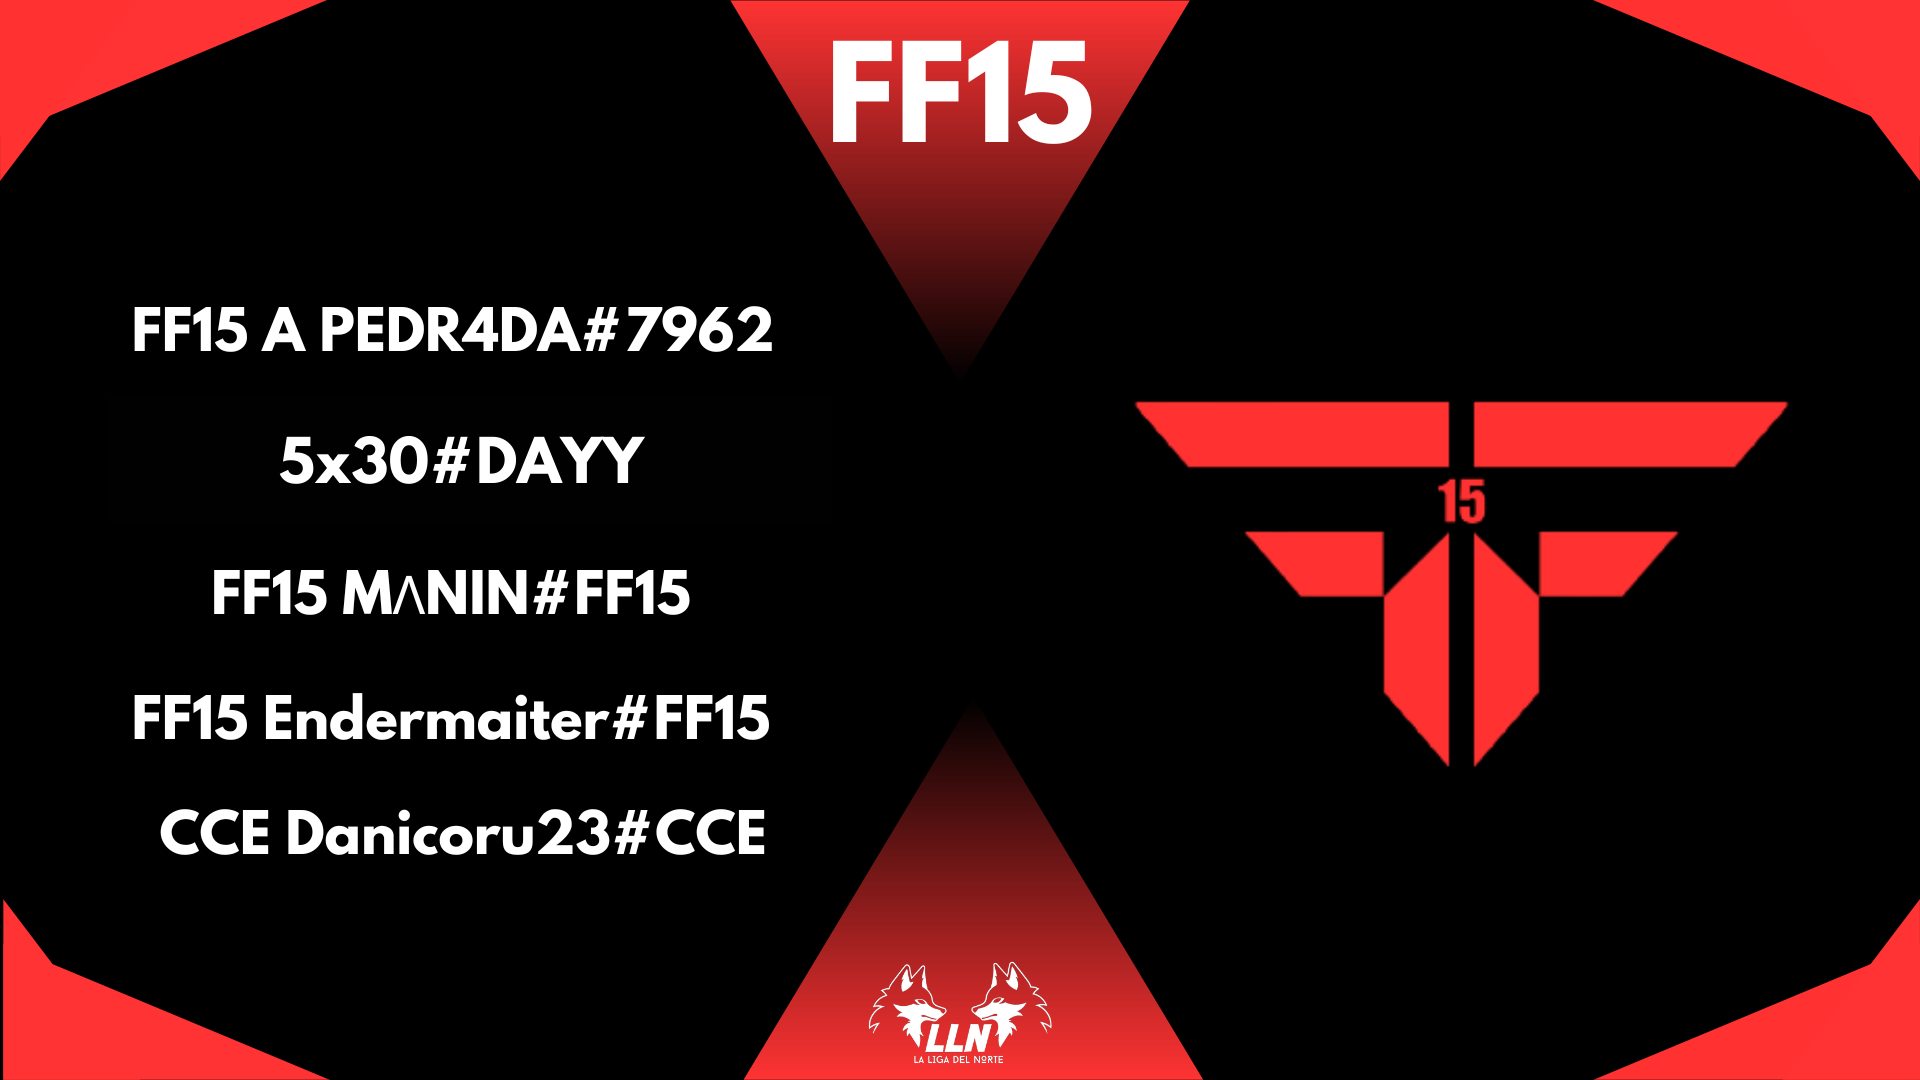 FF15
FF15 A PEDR4DA#7962
5x30#DAYY
15
FF15 MΛNIN#FF15
FF15 Endermaiter#FF15
CCE Danicoru23#CCE
LLN
LA LIGA DEL NORTE